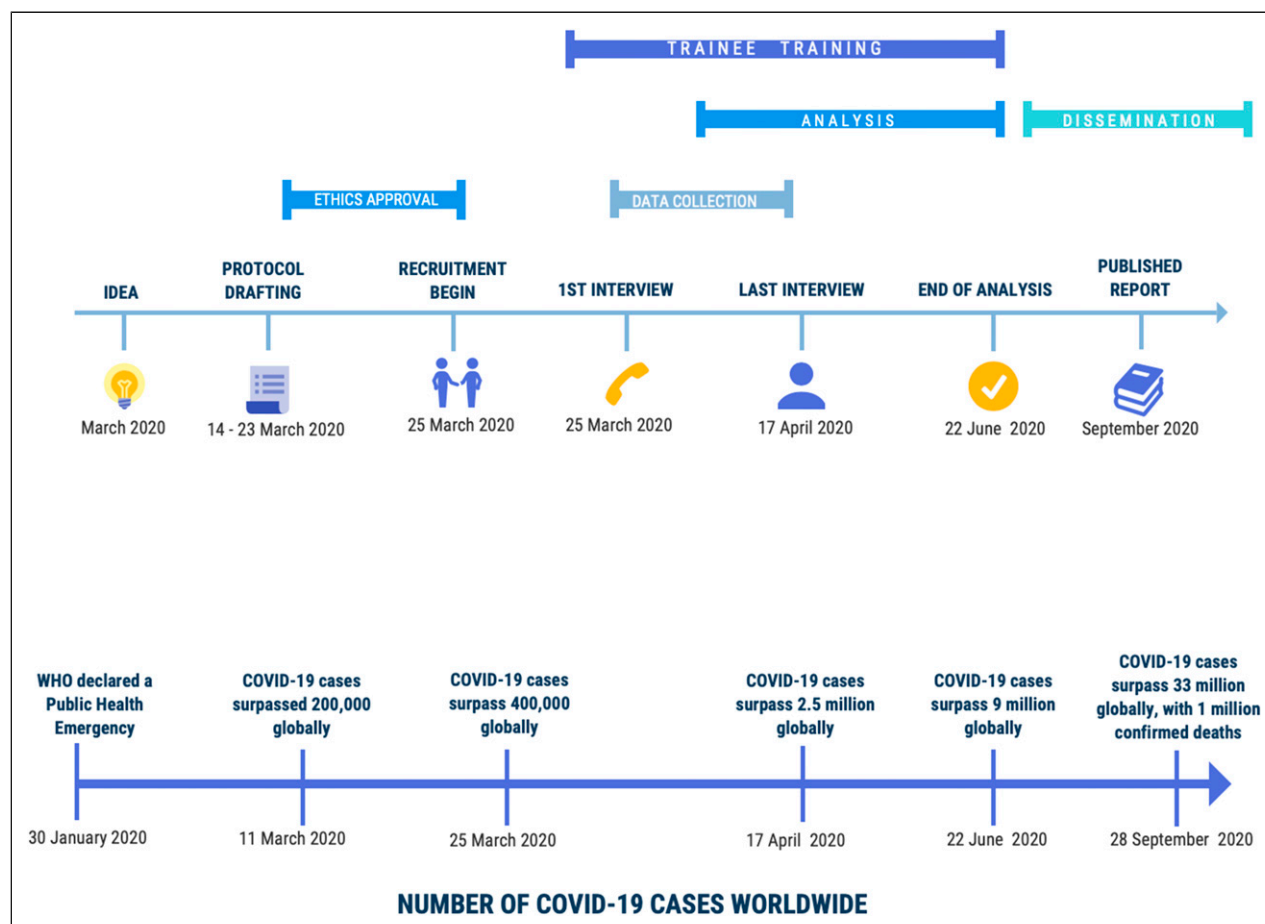 TRAINEE TRAINING
ANALYSIS
DISSEMINATION
ETHICS APPROVAL
DATA COLLECTION
IDEA
PROTOCOL
DRAFTING
RECRUITMENT
BEGIN
1ST INTERVIEW
LAST INTERVIEW
END OF ANALYSIS
PUBLISHED
REPORT
March 2020
14 - 23 March 2020
25 March 2020
25 March 2020
17 April 2020
22 June 2020
September 2020
WHO declared a
Public Health
Emergency
COVID-19 cases
surpassed 200,000
globally
COVID-19 cases
surpass 400,000
globally
COVID-19 cases
surpass 2.5 million
globally
COVID-19 cases
surpass 9 million
globally
COVID-19 cases
surpass 33 million
globally, with 1 million
confirmed deaths
30 January 2020
11 March 2020
25 March 2020
17 April 2020
22 June 2020
28 September 2020
NUMBER OF COVID-19 CASES WORLDWIDE